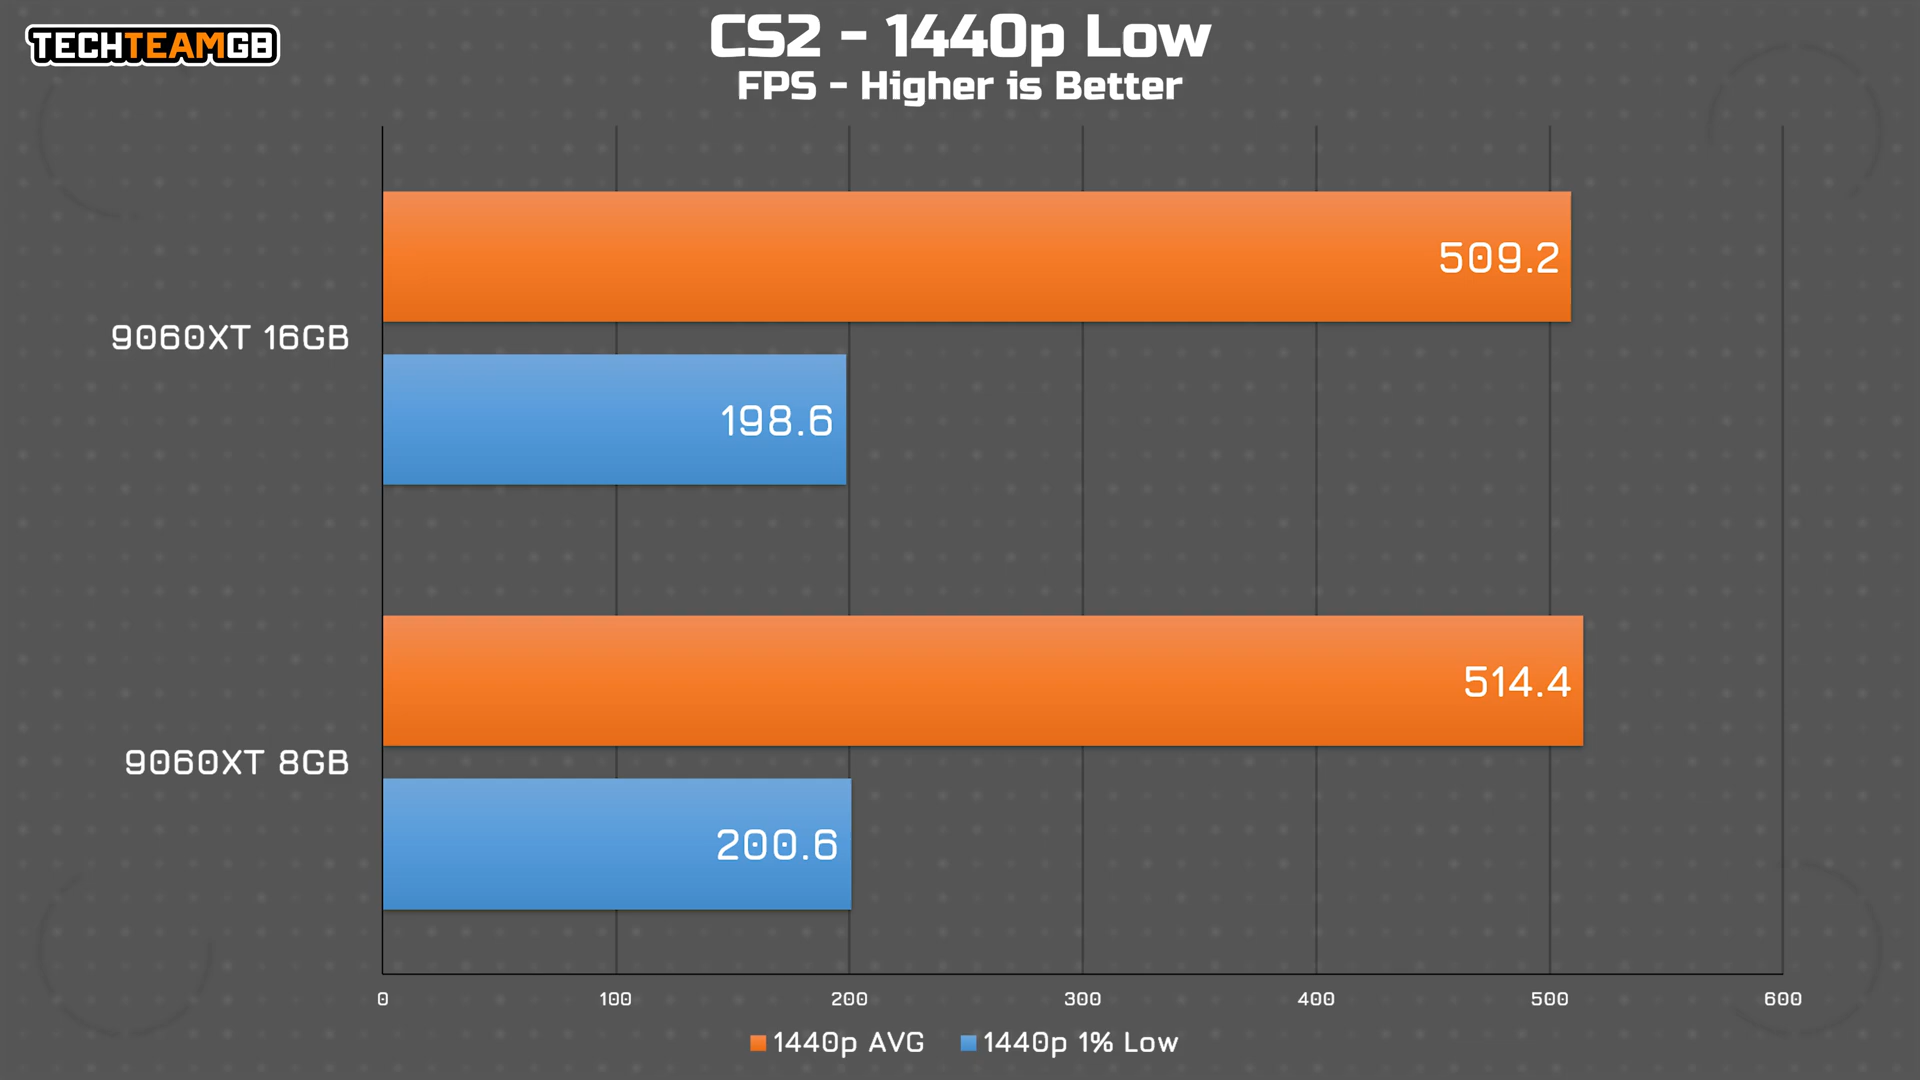 TECHTEAMGB
CS2 - 1440p Low
FPS - Higher is Better
9060XT 16GB
509.2
198.6
9060XT 8GB
514.4
200.6
0 100 200 300 400 500 600
1440p AVG 1440p 1% Low